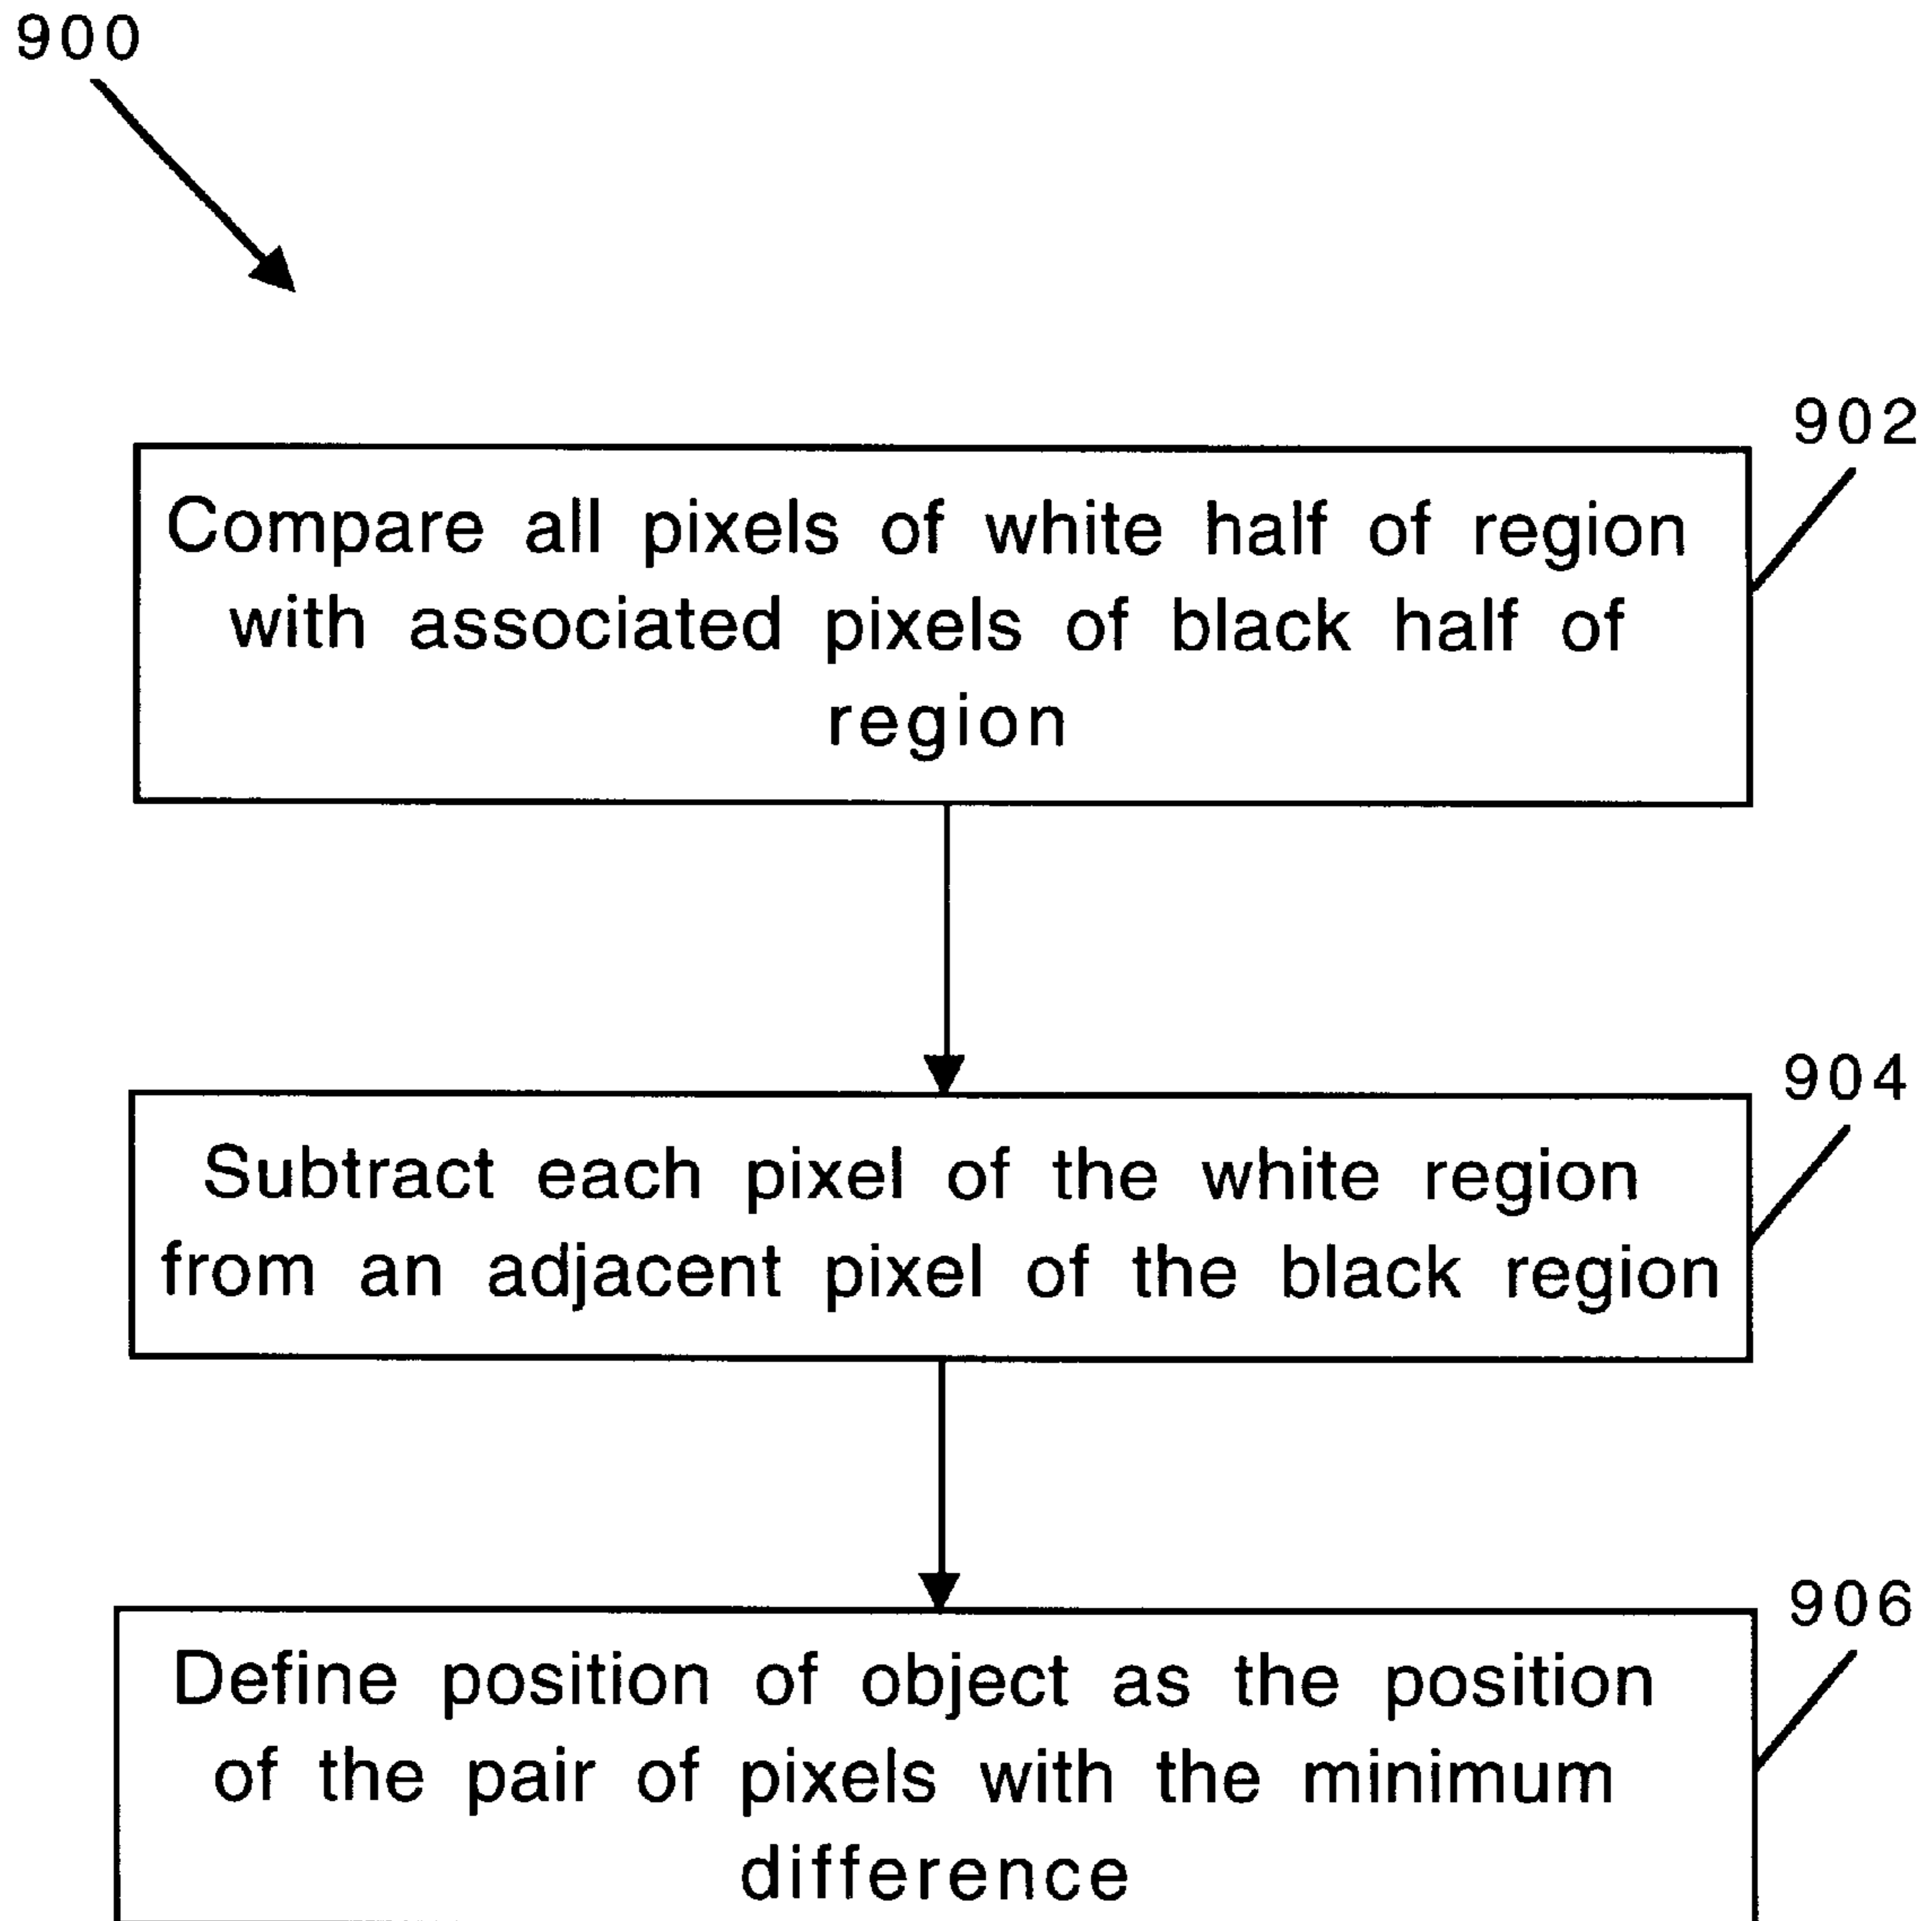 900
902
Compare all pixels of white half of region
with associated pixels of black half of
region
904
Subtract each pixel of the white region
from an adjacent pixel of the black region
906
Define position of object as the position
of the pair of pixels with the minimum
difference